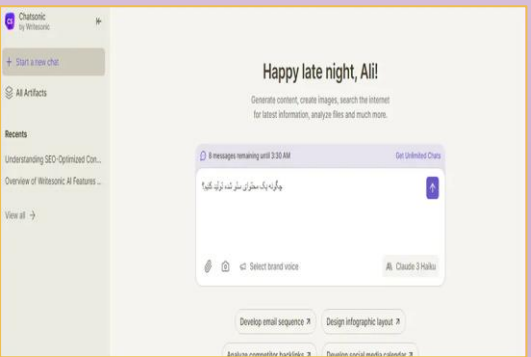 CS
Chatsonic
by Writesonic
+ Start a new chat
All Artifacts
Recents
Understanding SEO-Optimized Con...
Overview of Writesonic AI Features ...
View all →
Happy late night, Ali!
Generate content, create images, search the internet
for latest information, analyze files and much more.
8 messages remaining until 3:30 AM
Get Unlimited Chats
چگونه یک محتوای سئو شده تولید کنیم؟
Select brand voice
Claude 3 Haiku
Develop email sequence ↗
Design infographic layout ↗
Analyze competitor backlinks ↗
Develop social media calendar ↗